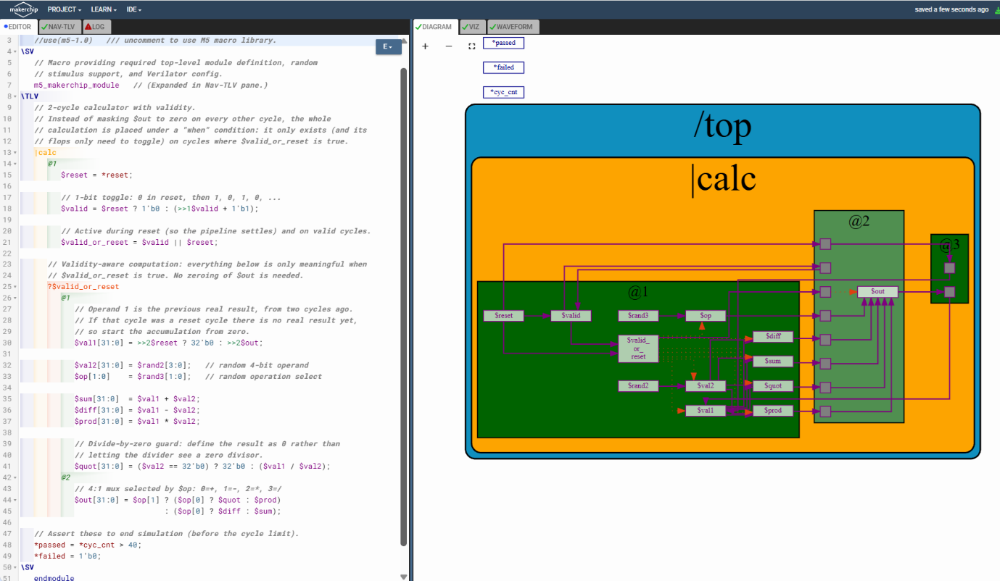 makerchip PROJECT LEARN IDE saved a few seconds ago
EDITOR NAV-TLV LOG
E
3 //use(m5-1.0) /// uncomment to use M5 macro library.
4 \SV
5 // Macro providing required top-level module definition, random
6 // stimulus support, and Verilator config.
7 m5_makerchip_module // (Expanded in Nav-TLV pane.)
8 \TLV
9 // 2-cycle calculator with validity.
10 // Instead of masking $out to zero on every other cycle, the whole
11 // calculation is placed under a "when" condition: it only exists (and its
12 // flops only need to toggle) on cycles where $valid_or_reset is true.
13 |calc
14 @1
15 $reset = *reset;
16
17 // 1-bit toggle: 0 in reset, then 1, 0, 1, 0, ...
18 $valid = $reset ? 1'b0 : (>>1$valid + 1'b1);
19
20 // Active during reset (so the pipeline settles) and on valid cycles.
21 $valid_or_reset = $valid || $reset;
22
23 // Validity-aware computation: everything below is only meaningful when
24 // $valid_or_reset is true. No zeroing of $out is needed.
25 ?$valid_or_reset
26 @1
27 // Operand 1 is the previous real result, from two cycles ago.
28 // If that cycle was a reset cycle there is no real result yet,
29 // so start the accumulation from zero.
30 $val1[31:0] = >>2$reset ? 32'b0 : >>2$out;
31
32 $val2[31:0] = $rand2[3:0]; // random 4-bit operand
33 $op[1:0] = $rand3[1:0]; // random operation select
34
35 $sum[31:0] = $val1 + $val2;
36 $diff[31:0] = $val1 - $val2;
37 $prod[31:0] = $val1 * $val2;
38
39 // Divide-by-zero guard: define the result as 0 rather than
40 // letting the divider see a zero divisor.
41 $quot[31:0] = ($val2 == 32'b0) ? 32'b0 : ($val1 / $val2);
42 @2
43 // 4:1 mux selected by $op: 0=+, 1=-, 2=*, 3=/
44 $out[31:0] = $op[1] ? ($op[0] ? $quot : $prod)
45 : ($op[0] ? $diff : $sum);
46
47 // Assert these to end simulation (before the cycle limit).
48 *passed = *cyc_cnt > 40;
49 *failed = 1'b0;
50 \SV
51 endmodule
DIAGRAM VIZ WAVEFORM
+ −
*passed
*failed
*cyc_cnt
/top
|calc
@2
@3
@1
$out
$reset $valid $rand3 $op
$diff
$valid_
or_
reset
$sum
$rand2 $val2 $quot
$val1 $prod